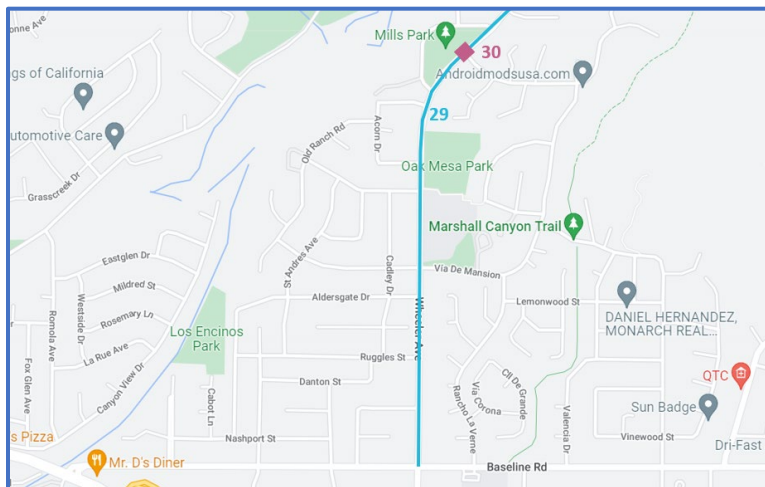 onne Ave
Mills Park
30
Androidmodsusa.com
gs of California
29
Acorn Dr
Old Ranch Rd
utomotive Care
Oak Mesa Park
Grasscreek Dr
Marshall Canyon Trail
St Andres Ave
Eastglen Dr
Cadley Dr
Via De Mansion
Mildred St
Aldersgate Dr
Wheeler Ave
Lemonwood St
DANIEL HERNANDEZ,
MONARCH REAL...
Westside Dr
Romola Ave
Rosemary Ln
Los Encinos
Park
La Rue Ave
Ruggles St
Fox Glen Ave
Canyon View Dr
Cll De Grande
QTC
Danton St
Via Corona
Rancho La Verne
Cabot Ln
Valencia Dr
Sun Badge
s Pizza
Nashport St
Vinewood St
Dri-Fast
Mr. D's Diner
Baseline Rd